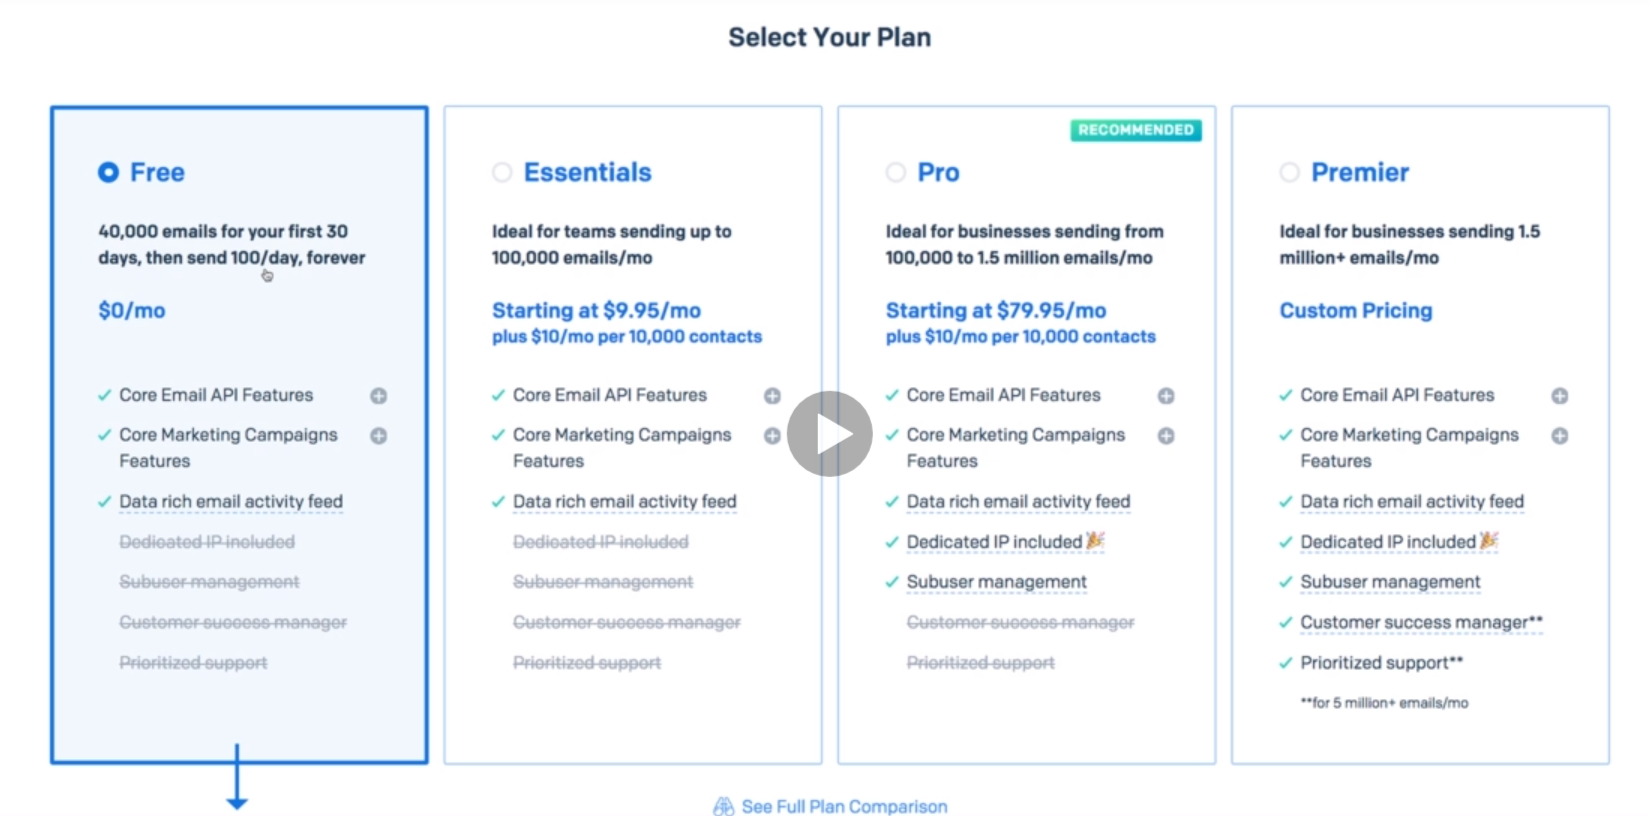 Select Your Plan
Free
40,000 emails for your first 30
days, then send 100/day, forever
$0/mo
Core Email API Features
Core Marketing Campaigns
Features
Data rich email activity feed
Dedicated IP included
Subuser management
Customer success manager
Prioritized support
Essentials
Ideal for teams sending up to
100,000 emails/mo
Starting at $9.95/mo
plus $10/mo per 10,000 contacts
Core Email API Features
Core Marketing Campaigns
Features
Data rich email activity feed
Dedicated IP included
Subuser management
Customer success manager
Prioritized support
RECOMMENDED
Pro
Ideal for businesses sending from
100,000 to 1.5 million emails/mo
Starting at $79.95/mo
plus $10/mo per 10,000 contacts
Core Email API Features
Core Marketing Campaigns
Features
Data rich email activity feed
Dedicated IP included🎉
Subuser management
Customer success manager
Prioritized support
Premier
Ideal for businesses sending 1.5
million+ emails/mo
Custom Pricing
Core Email API Features
Core Marketing Campaigns
Features
Data rich email activity feed
Dedicated IP included🎉
Subuser management
Customer success manager**
Prioritized support**
**for 5 million+ emails/mo
See Full Plan Comparison